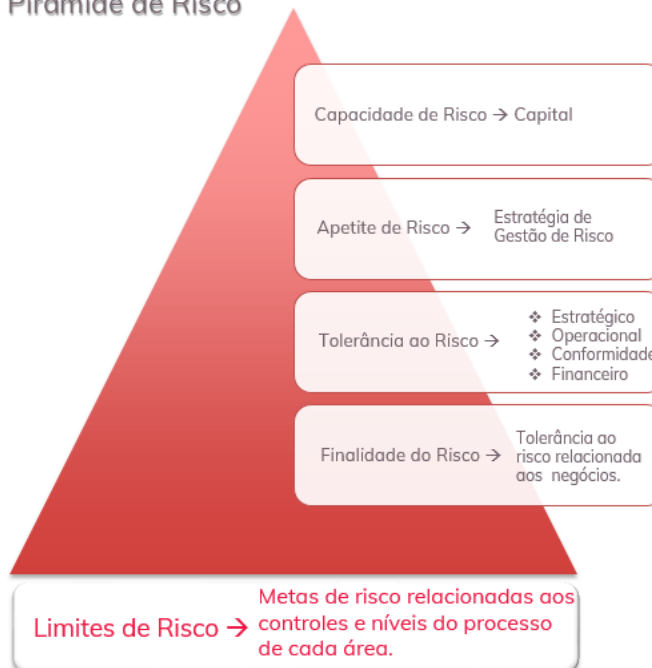 Pirâmide de Risco
Capacidade de Risco → Capital
Apetite de Risco → Estratégia de
Gestão de Risco
Tolerância ao Risco →
❖ Estratégico
❖ Operacional
❖ Conformidade
❖ Financeiro
Finalidade do Risco → Tolerância ao
risco relacionada
aos negócios.
Limites de Risco → Metas de risco relacionadas aos
controles e níveis do processo
de cada área.